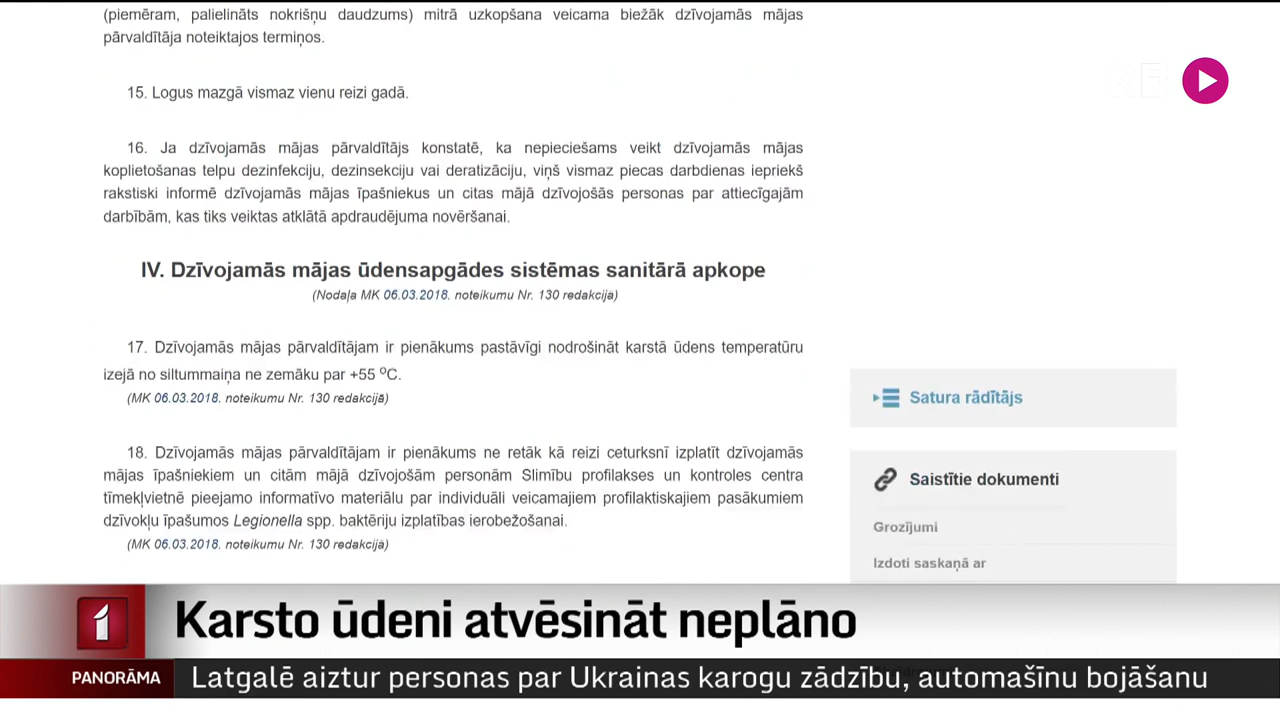 (piemēram, palielināts nokrišņu daudzums) mitrā uzkopšana veicama biežāk dzīvojamās mājas
pārvaldītāja noteiktajos termiņos.
15. Logus mazgā vismaz vienu reizi gadā.
16. Ja dzīvojamās mājas pārvaldītājs konstatē, ka nepieciešams veikt dzīvojamās mājas
koplietošanas telpu dezinfekciju, dezinsekciju vai deratizāciju, viņš vismaz piecas darbdienas iepriekš
rakstiski informē dzīvojamās mājas īpašniekus un citas mājā dzīvojošās personas par attiecīgajām
darbībām, kas tiks veiktas atklātā apdraudējuma novēršanai.
IV. Dzīvojamās mājas ūdensapgādes sistēmas sanitārā apkope
(Nodaļa MK 06.03.2018. noteikumu Nr. 130 redakcijā)
17. Dzīvojamās mājas pārvaldītājam ir pienākums pastāvīgi nodrošināt karstā ūdens temperatūru
izejā no siltummaiņa ne zemāku par +55 ⁰C.
(MK 06.03.2018. noteikumu Nr. 130 redakcijā)
18. Dzīvojamās mājas pārvaldītājam ir pienākums ne retāk kā reizi ceturksnī izplatīt dzīvojamās
mājas īpašniekiem un citām mājā dzīvojošām personām Slimību profilakses un kontroles centra
tīmekļvietnē pieejamo informatīvo materiālu par individuāli veicamajiem profilaktiskajiem pasākumiem
dzīvokļu īpašumos Legionella spp. baktēriju izplatības ierobežošanai.
(MK 06.03.2018. noteikumu Nr. 130 redakcijā)
Satura rādītājs
Saistītie dokumenti
Grozījumi
Izdoti saskaņā ar
1
Karsto ūdeni atvēsināt neplāno
PANORĀMA
Latgalē aiztur personas par Ukrainas karogu zādzību, automašīnu bojāšanu